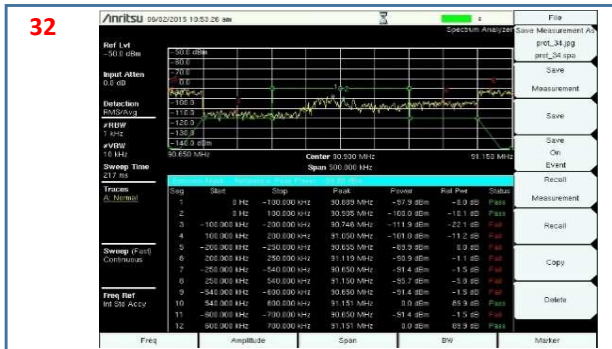 32
Anritsu 09/02/2015 10:53:26 am
Spectrum Analyzer
Ref Lvl
-50.0 dBm
Input Atten
0.0 dB
Detection
RMS/Avg
#RBW
1 kHz
#VBW
10 kHz
Sweep Time
217 ms
Traces
A: Normal
Sweep (Fast)
Continuous
Freq Ref
Int Std Accy
-50.0 dBm
-60.0
-70.0
-100.0
-110.0
-120.0
-130.0
-140.0 dBm
90.650 MHz
Center 90.900 MHz
91.150 MHz
Span 500.000 kHz
Seg Start Stop Peak Power Rel Pwr Status
1 0 Hz -100.000 kHz 90.889 MHz -97.9 dBm -8.0 dB Pass
2 0 Hz 100.000 kHz 90.935 MHz -100.0 dBm -10.1 dB Pass
3 -100.000 kHz -200.000 kHz 90.746 MHz -111.9 dBm -22.1 dB Fail
4 100.000 kHz 200.000 kHz 91.050 MHz -101.0 dBm -11.2 dB Fail
5 -200.000 kHz -250.000 kHz 90.655 MHz -89.9 dBm 0.0 dB Fail
6 200.000 kHz 250.000 kHz 91.119 MHz -90.9 dBm -1.1 dB Fail
7 -250.000 kHz -540.000 kHz 90.650 MHz -91.4 dBm -1.5 dB Fail
8 250.000 kHz 540.000 kHz 91.150 MHz -95.7 dBm -5.8 dB Fail
9 -540.000 kHz -600.000 kHz 90.650 MHz -91.4 dBm -1.5 dB Fail
10 540.000 kHz 600.000 kHz 91.151 MHz 0.0 dBm 89.9 dB Pass
11 -600.000 kHz -700.000 kHz 90.650 MHz -91.4 dBm -1.5 dB Fail
12 600.000 kHz 700.000 kHz 91.151 MHz 0.0 dBm 89.9 dB Pass
File
Save Measurement As
prot_34.jpg
prot_34.spa
Save
Measurement
Save
Save
On
Event
Recall
Measurement
Recall
Copy
Delete
Freq Amplitude Span BW Marker